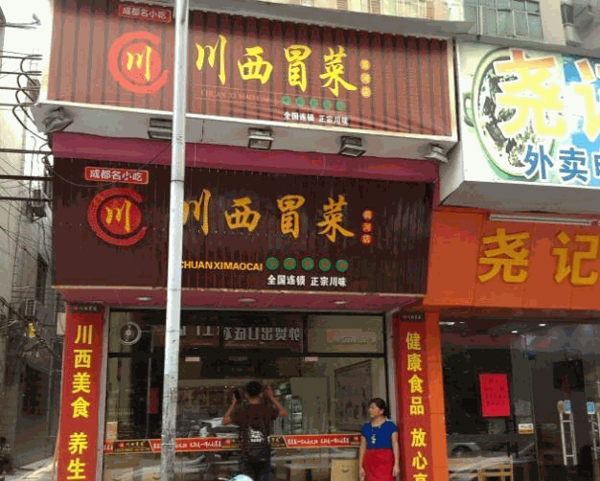 成都名小吃
川
川西冒菜
CHUAN XI MAOCAI
全国连锁 正宗川味
成都名小吃
川
川西冒菜
CHUANXIMAOCAI
全国连锁 正宗川味
尧记
外卖
尧记
川西美食 养生
健康食品 放心